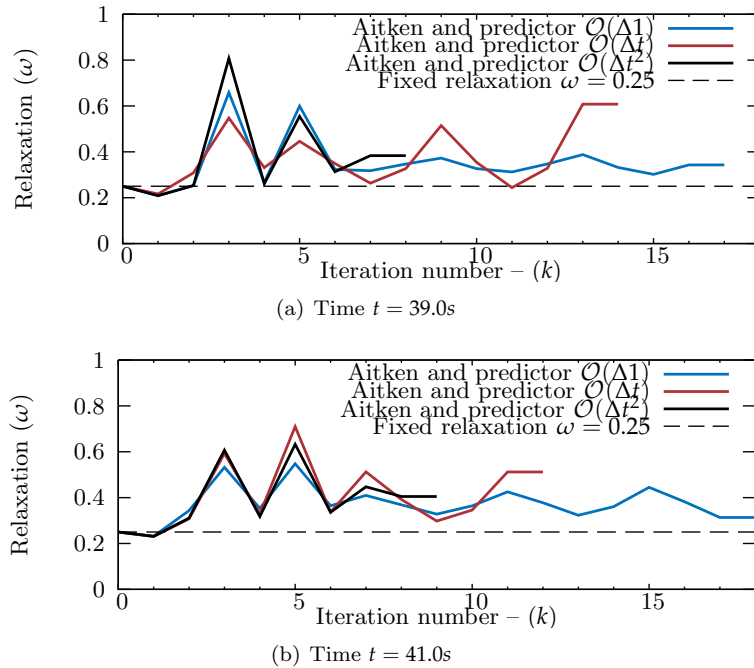 1
0.8
0.6
0.4
0.2
0
Relaxation (ω)
Aitken and predictor 𝒪(Δ1)
Aitken and predictor 𝒪(Δt)
Aitken and predictor 𝒪(Δt²)
Fixed relaxation ω = 0.25
0 5 10 15
Iteration number – (k)
(a) Time t = 39.0s
1
0.8
0.6
0.4
0.2
0
Relaxation (ω)
Aitken and predictor 𝒪(Δ1)
Aitken and predictor 𝒪(Δt)
Aitken and predictor 𝒪(Δt²)
Fixed relaxation ω = 0.25
0 5 10 15
Iteration number – (k)
(b) Time t = 41.0s